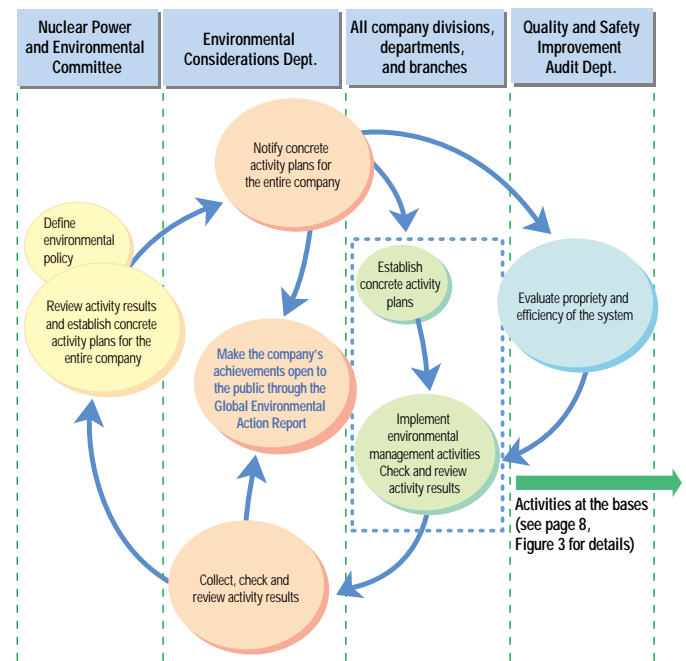 Nuclear Power
and Environmental
Committee
Environmental
Considerations Dept.
All company divisions,
departments,
and branches
Quality and Safety
Improvement
Audit Dept.
Notify concrete
activity plans for
the entire company
Define
environmental
policy
Review activity results
and establish concrete
activity plans for the
entire company
Establish
concrete activity
plans
Evaluate propriety and
efficiency of the system
Make the company's
achievements open to
the public through the
Global Environmental
Action Report
Implement
environmental
management activities
Check and review
activity results
Activities at the bases
(see page 8,
Figure 3 for details)
Collect, check and
review activity results